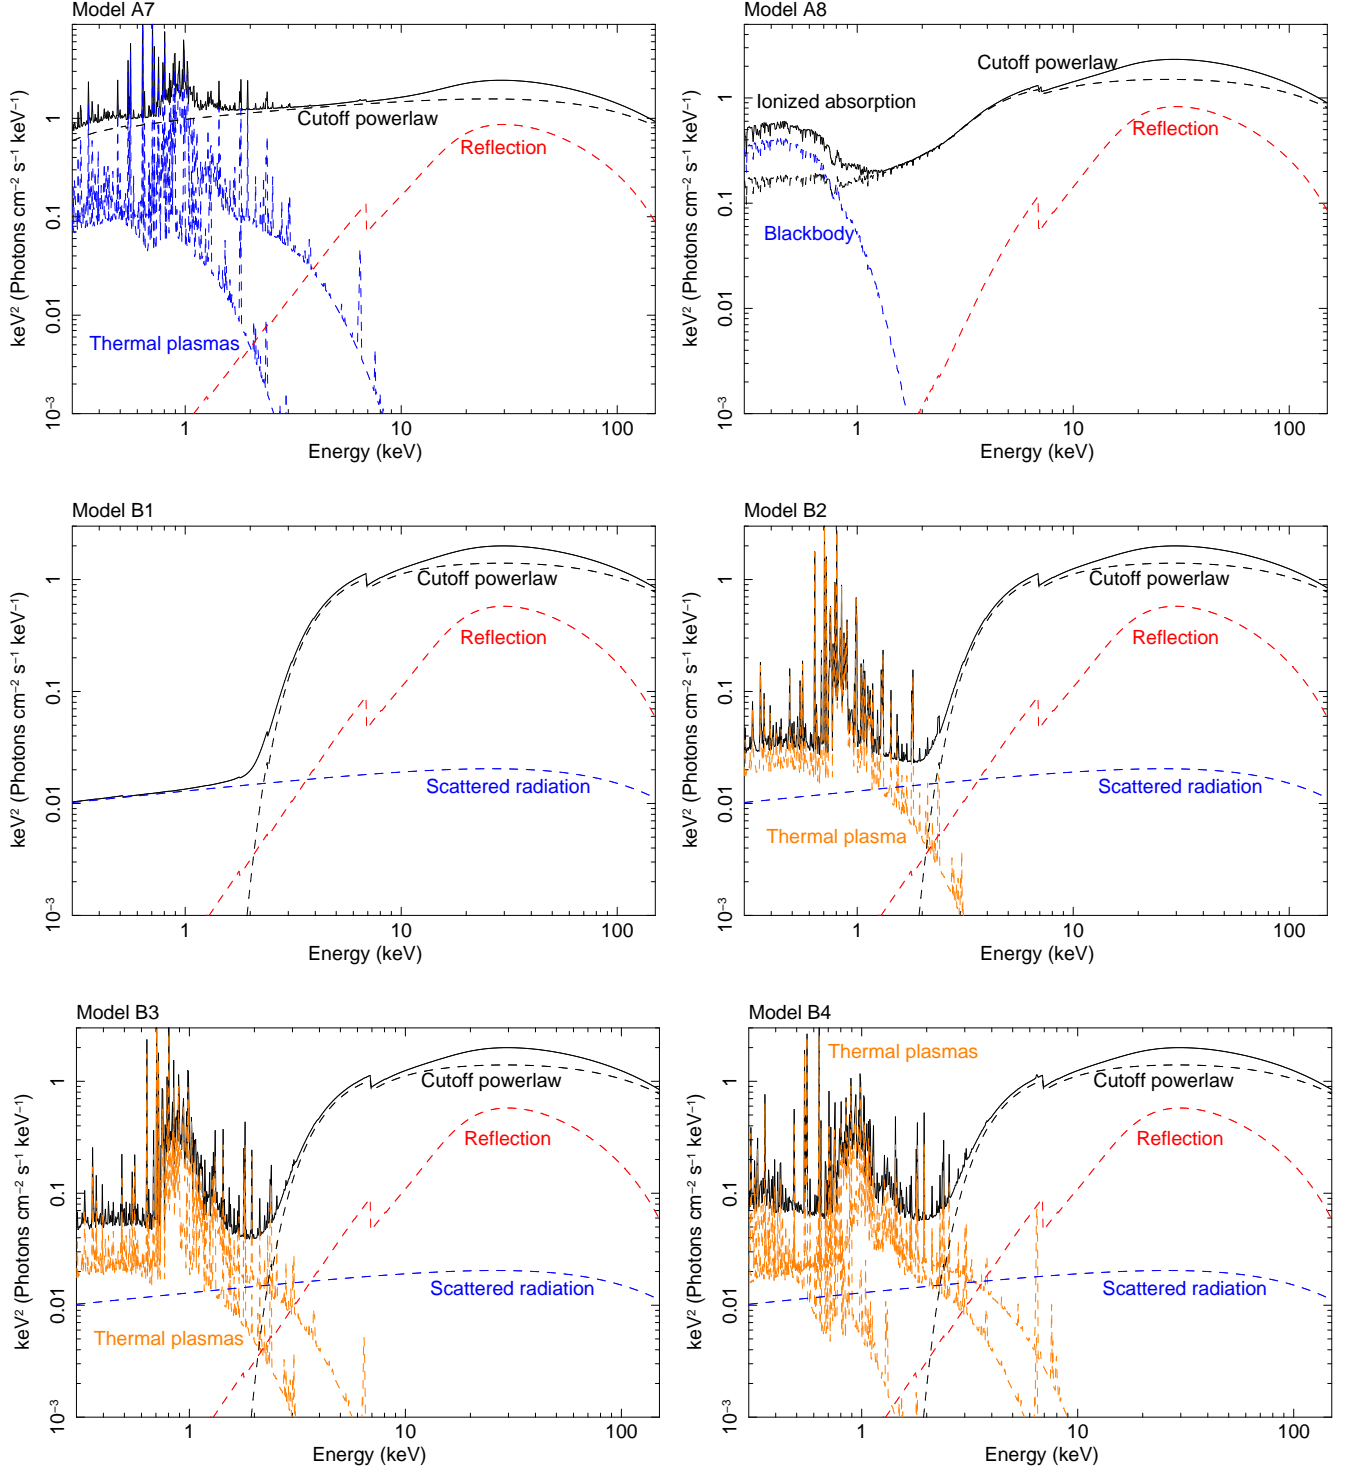 Model A7
keV² (Photons cm⁻² s⁻¹ keV⁻¹)
1
0.1
0.01
10⁻³
Cutoff powerlaw
Reflection
Thermal plasmas
1
10
100
Energy (keV)
Model A8
keV² (Photons cm⁻² s⁻¹ keV⁻¹)
1
0.1
0.01
10⁻³
Cutoff powerlaw
Ionized absorption
Reflection
Blackbody
1
10
100
Energy (keV)
Model B1
keV² (Photons cm⁻² s⁻¹ keV⁻¹)
1
0.1
0.01
10⁻³
Cutoff powerlaw
Reflection
Scattered radiation
1
10
100
Energy (keV)
Model B2
keV² (Photons cm⁻² s⁻¹ keV⁻¹)
1
0.1
0.01
10⁻³
Cutoff powerlaw
Reflection
Scattered radiation
Thermal plasma
1
10
100
Energy (keV)
Model B3
keV² (Photons cm⁻² s⁻¹ keV⁻¹)
1
0.1
0.01
10⁻³
Cutoff powerlaw
Reflection
Scattered radiation
Thermal plasmas
1
10
100
Energy (keV)
Model B4
keV² (Photons cm⁻² s⁻¹ keV⁻¹)
1
0.1
0.01
10⁻³
Thermal plasmas
Cutoff powerlaw
Reflection
Scattered radiation
1
10
100
Energy (keV)